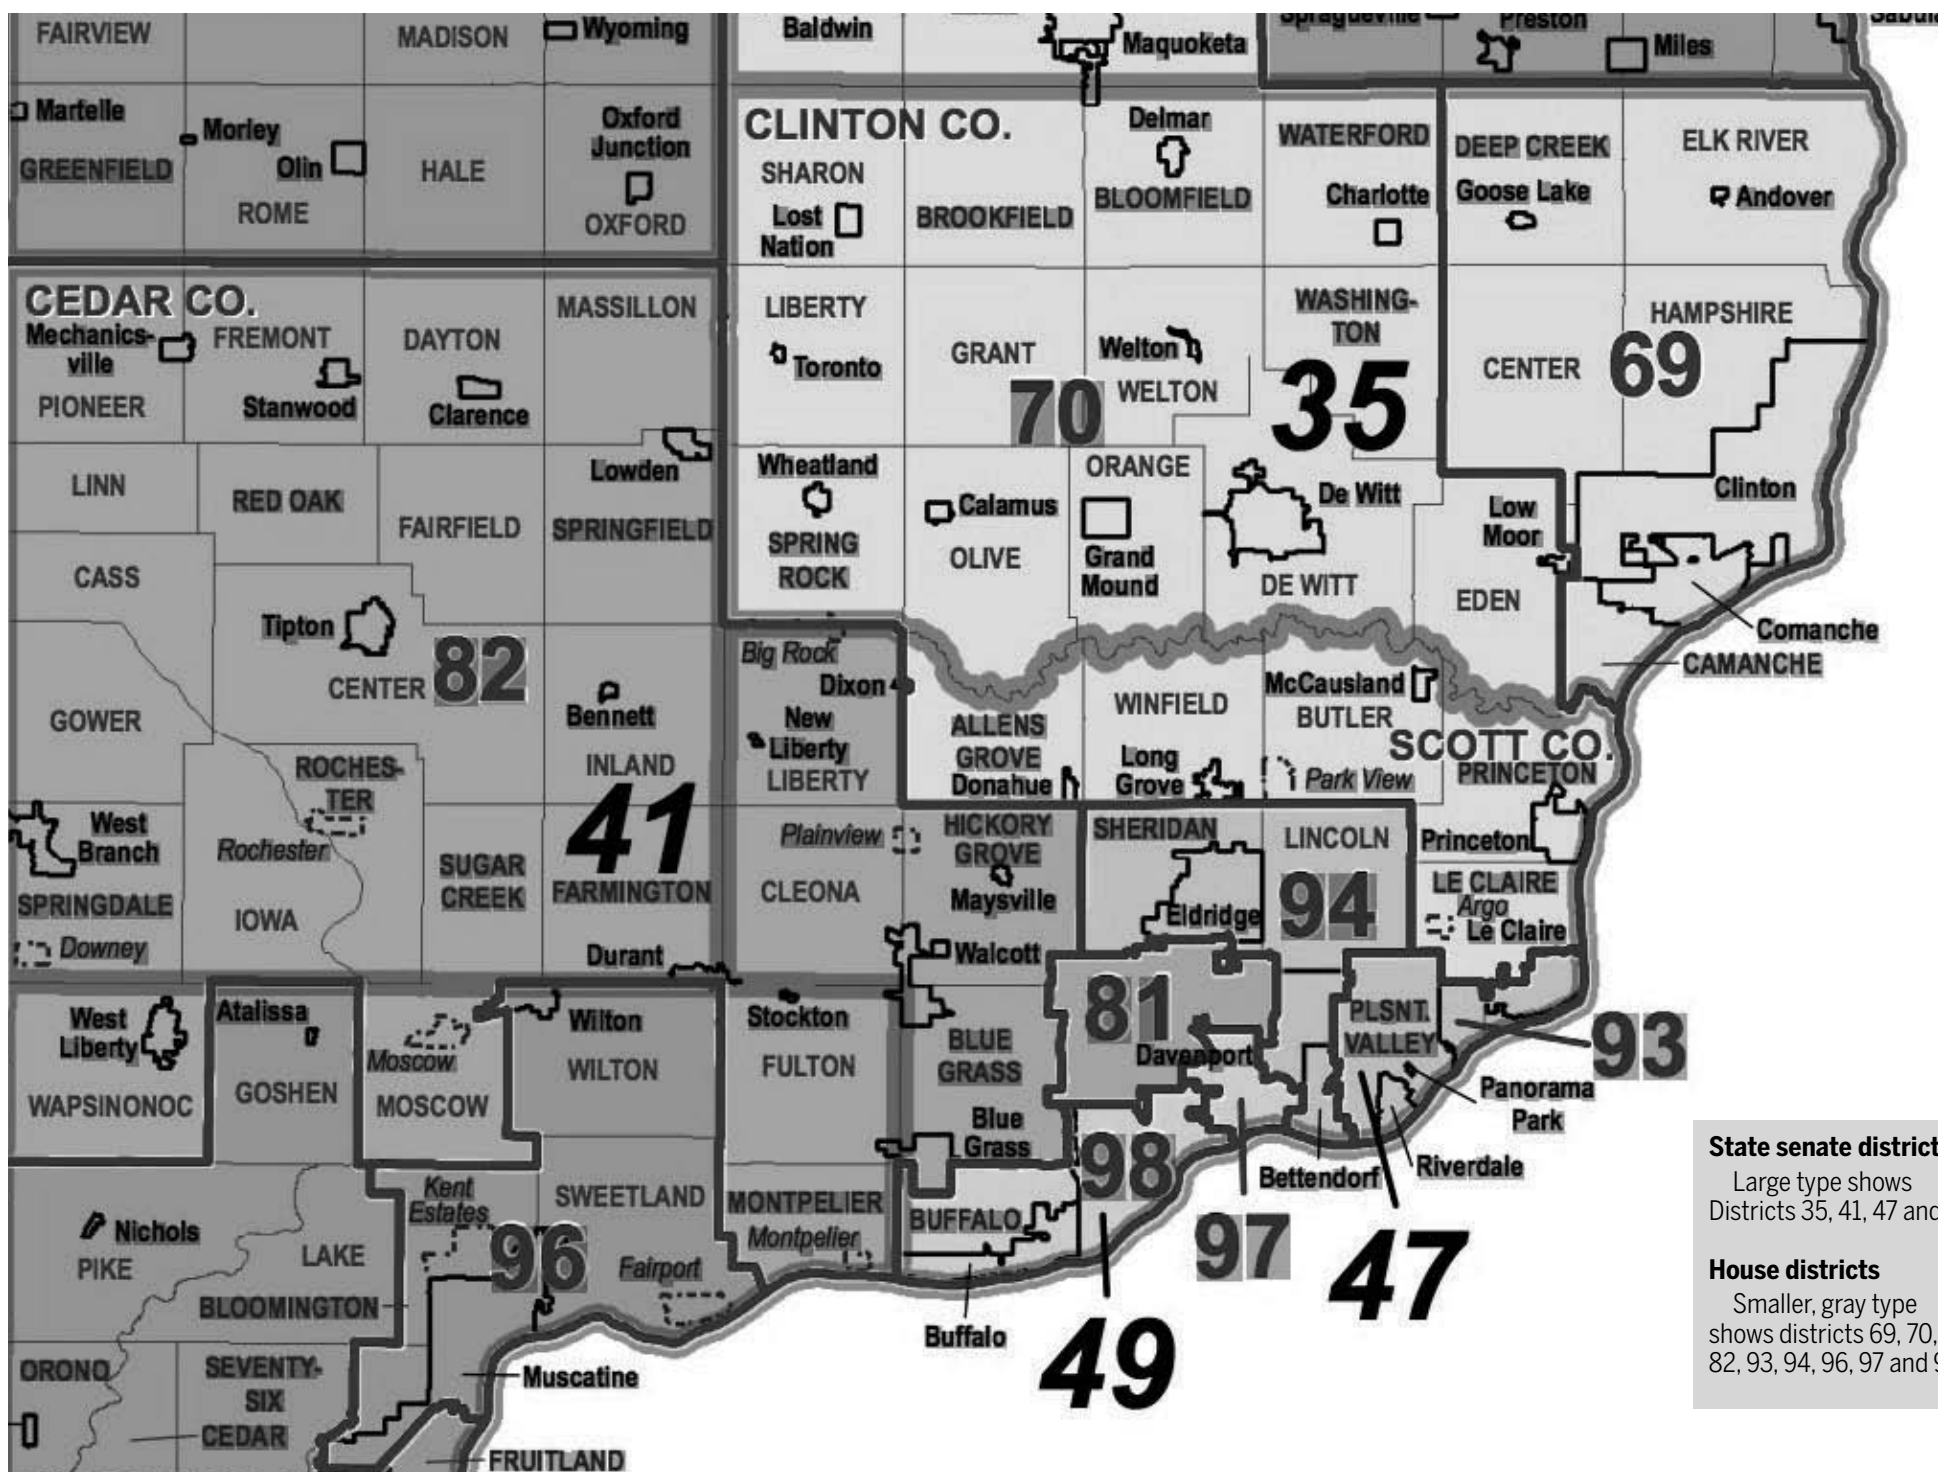 FAIRVIEW
MADISON
Wyoming
Baldwin
Maquoketa
Preston
Miles
Martelle
Morley
Olin
GREENFIELD
ROME
HALE
Oxford
Junction
OXFORD
CLINTON CO.
SHARON
Lost
Nation
BROOKFIELD
Delmar
BLOOMFIELD
WATERFORD
Charlotte
DEEP CREEK
Goose Lake
ELK RIVER
Andover
CEDAR CO.
Mechanics-
ville
PIONEER
FREMONT
Stanwood
DAYTON
Clarence
MASSILLON
Lowden
LIBERTY
Toronto
GRANT
70
Welton
WELTON
WASHING-
TON
35
CENTER
69
HAMPSHIRE
LINN
RED OAK
FAIRFIELD
SPRINGFIELD
Wheatland
SPRING
ROCK
Calamus
OLIVE
ORANGE
Grand
Mound
De Witt
DE WITT
Low
Moor
EDEN
Clinton
Comanche
CAMANCHE
CASS
Tipton
CENTER
82
GOWER
Bennett
INLAND
Big Rock
Dixon
New
Liberty
LIBERTY
ALLENS
GROVE
Donahue
WINFIELD
Long
Grove
McCausland
BUTLER
Park View
SCOTT CO.
PRINCETON
Princeton
ROCHES-
TER
Rochester
West
Branch
SPRINGDALE
Downey
IOWA
SUGAR
CREEK
41
FARMINGTON
Durant
Plainview
CLEONA
HICKORY
GROVE
Maysville
Walcott
SHERIDAN
Eldridge
LINCOLN
94
LE CLAIRE
Argo
Le Claire
West
Liberty
WAPSINONOC
Atalissa
GOSHEN
Moscow
MOSCOW
Wilton
WILTON
Stockton
FULTON
BLUE
GRASS
Blue
Grass
81
Davenport
PLSNT.
VALLEY
93
Panorama
Park
Riverdale
Bettendorf
98
97
47
49
Nichols
PIKE
LAKE
BLOOMINGTON
Kent
Estates
96
SWEETLAND
Fairport
MONTPELIER
Montpelier
BUFFALO
Buffalo
ORONO
SEVENTY-
SIX
CEDAR
Muscatine
FRUITLAND
State senate district
Large type shows
Districts 35, 41, 47 and
House districts
Smaller, gray type
shows districts 69, 70,
82, 93, 94, 96, 97 and 9